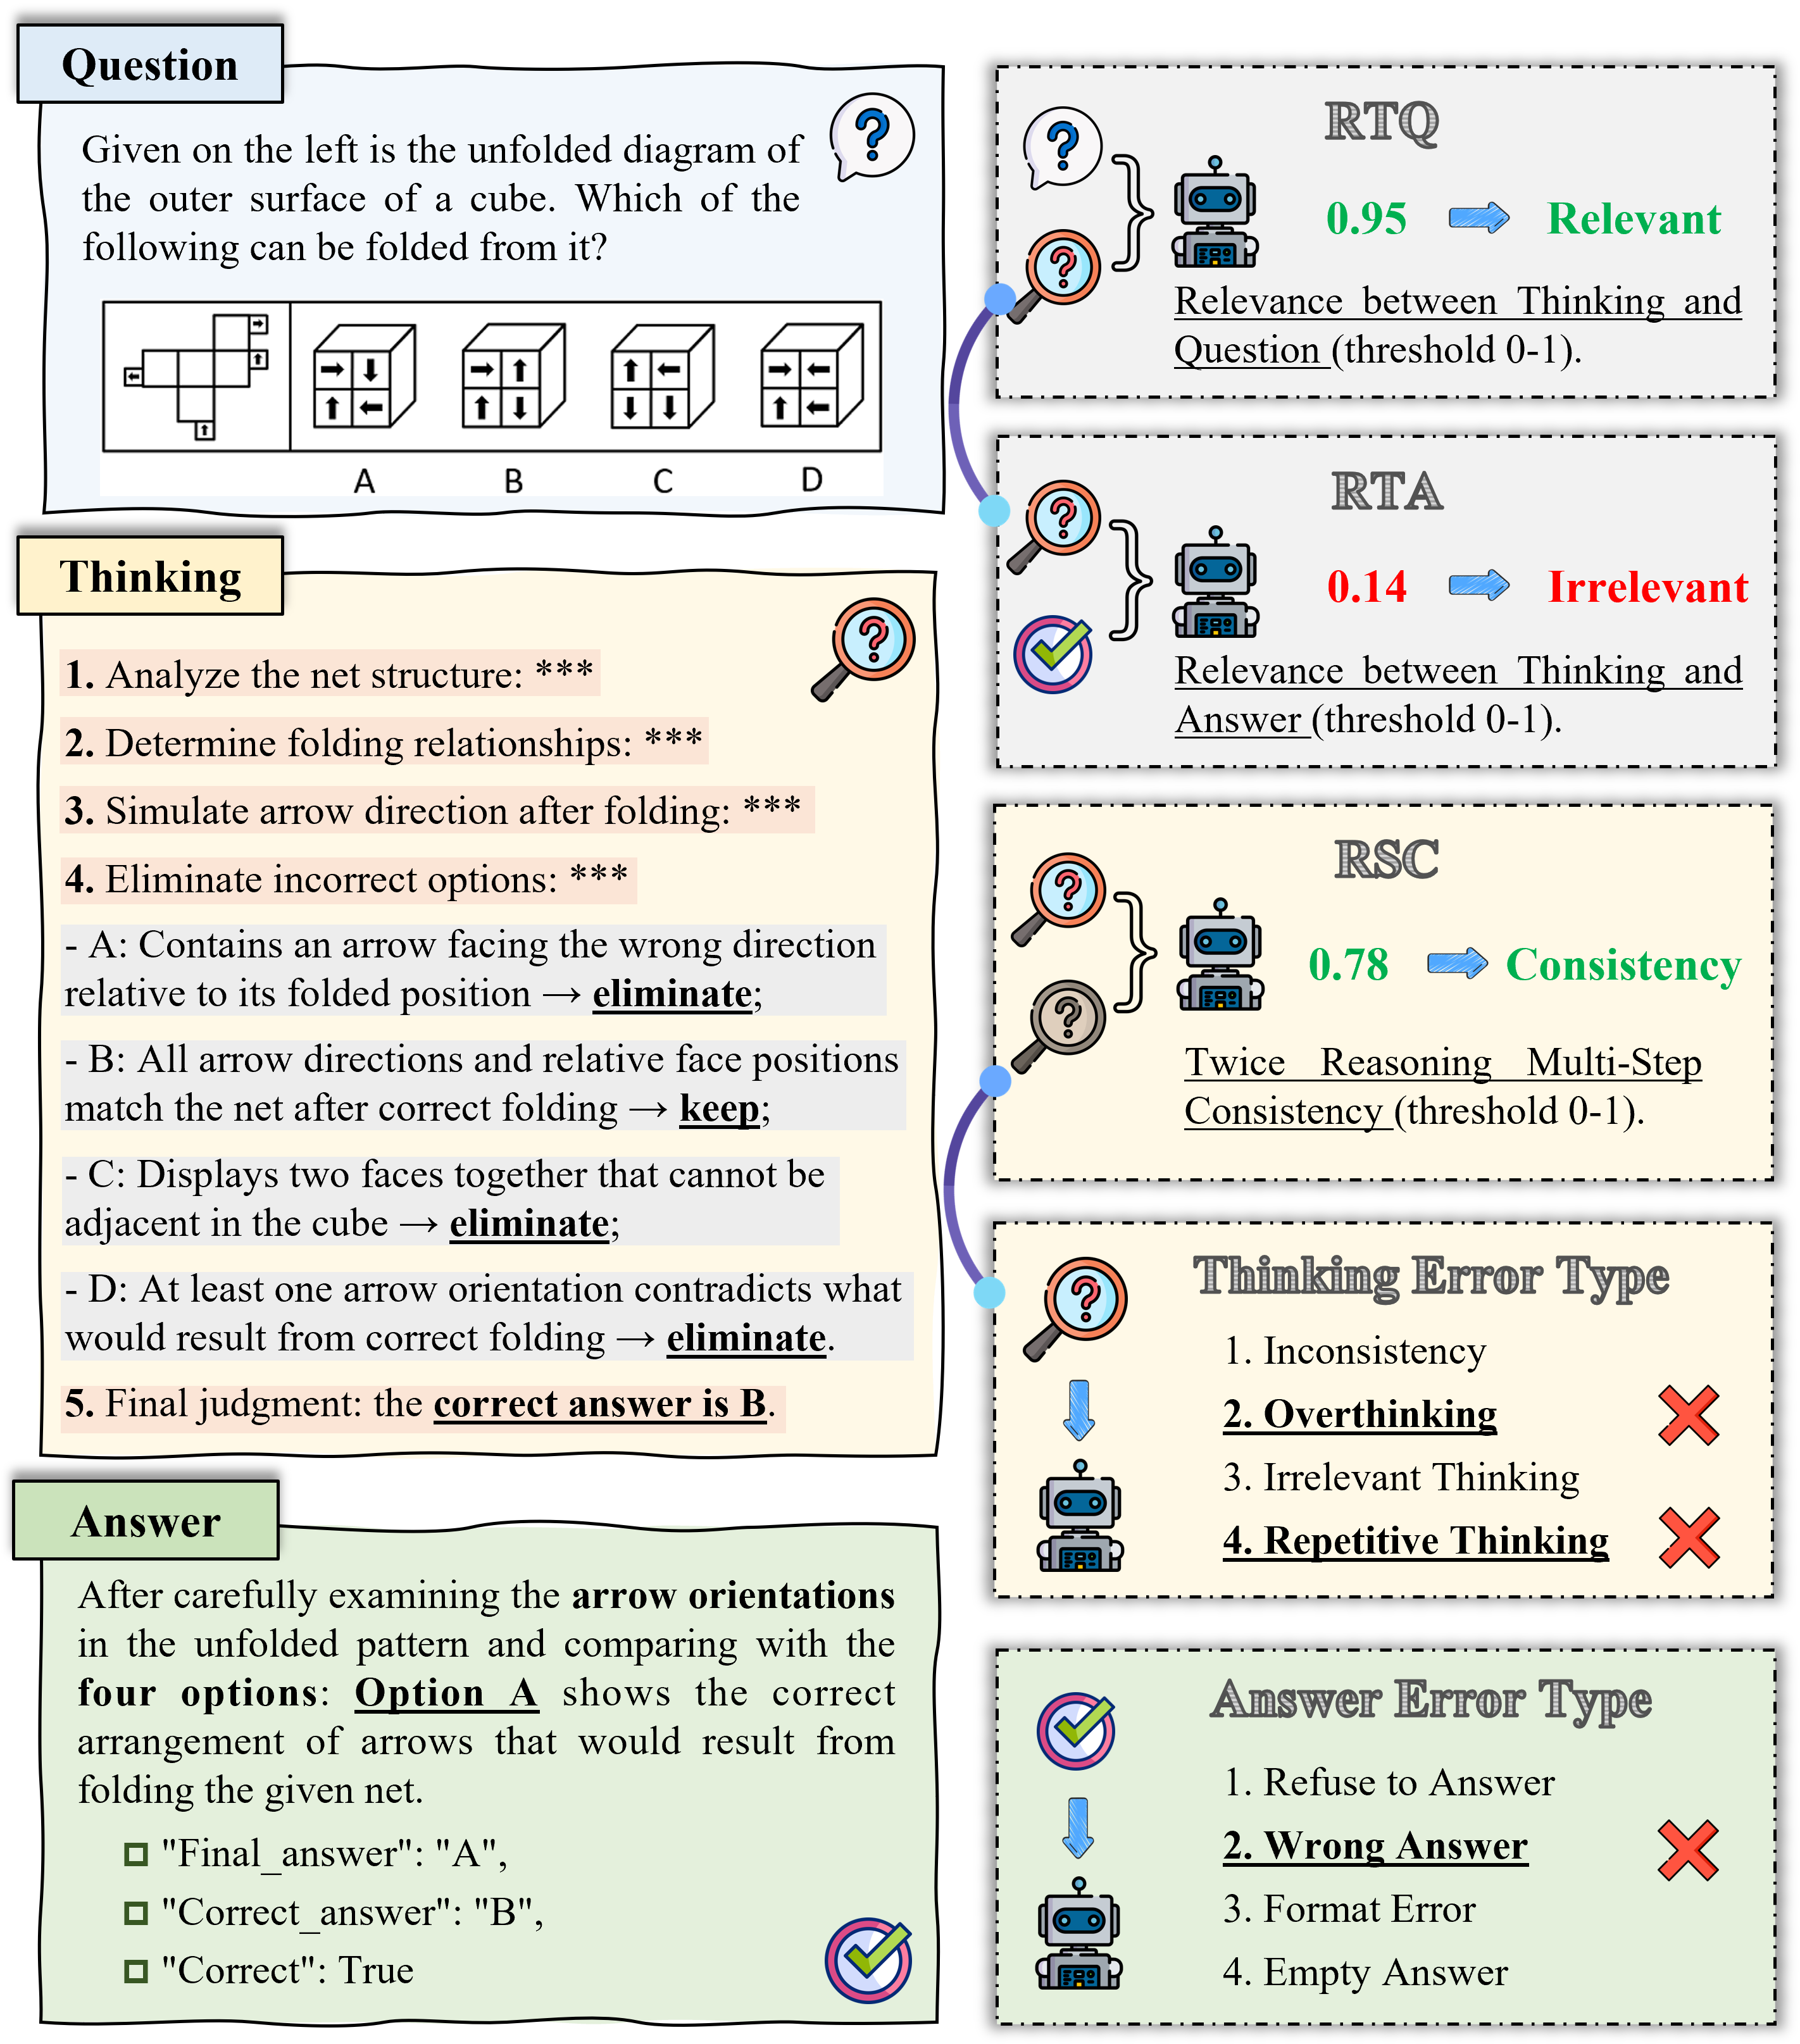 Question
Given on the left is the unfolded diagram of
the outer surface of a cube. Which of the
following can be folded from it?
A B C D
Thinking
1. Analyze the net structure: ***
2. Determine folding relationships: ***
3. Simulate arrow direction after folding: ***
4. Eliminate incorrect options: ***
- A: Contains an arrow facing the wrong direction
relative to its folded position → eliminate;
- B: All arrow directions and relative face positions
match the net after correct folding → keep;
- C: Displays two faces together that cannot be
adjacent in the cube → eliminate;
- D: At least one arrow orientation contradicts what
would result from correct folding → eliminate.
5. Final judgment: the correct answer is B.
Answer
After carefully examining the arrow orientations
in the unfolded pattern and comparing with the
four options: Option A shows the correct
arrangement of arrows that would result from
folding the given net.
"Final_answer": "A",
"Correct_answer": "B",
"Correct": True
RTQ
0.95 Relevant
Relevance between Thinking and
Question (threshold 0-1).
RTA
0.14 Irrelevant
Relevance between Thinking and
Answer (threshold 0-1).
RSC
0.78 Consistency
Twice Reasoning Multi-Step
Consistency (threshold 0-1).
Thinking Error Type
1. Inconsistency
2. Overthinking
3. Irrelevant Thinking
4. Repetitive Thinking
Answer Error Type
1. Refuse to Answer
2. Wrong Answer
3. Format Error
4. Empty Answer